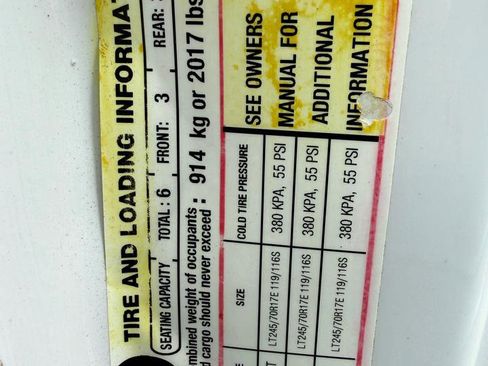 TIRE AND LOADING INFORMAT
SEATING CAPACITY TOTAL : 6 FRONT: 3 REAR:
mbined weight of occupants
d cargo should never exceed : 914 kg or 2017 lbs
SIZE COLD TIRE PRESSURE SEE OWNERS
LT245/70R17E 119/116S 380 KPA, 55 PSI MANUAL FOR
LT245/70R17E 119/116S 380 KPA, 55 PSI ADDITIONAL
LT245/70R17E 119/116S 380 KPA, 55 PSI INFORMATION